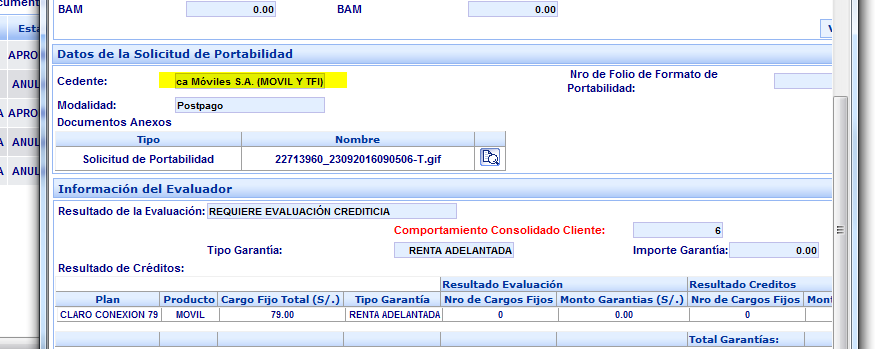 BAM 0.00 BAM 0.00
Esta
Datos de la Solicitud de Portabilidad
APRO
Cedente: ca Móviles S.A. (MOVIL Y TFI) Nro de Folio de Formato de
Portabilidad:
ANUL
Modalidad: Postpago
A APRO
Documentos Anexos
Tipo Nombre
A ANUL
Solicitud de Portabilidad 22713960_23092016090506-T.gif
A ANUL
Información del Evaluador
Resultado de la Evaluación: REQUIERE EVALUACIÓN CREDITICIA
Comportamiento Consolidado Cliente: 6
Tipo Garantía: RENTA ADELANTADA Importe Garantía: 0.00
Resultado de Créditos:
Resultado Evaluación Resultado Creditos
Plan Producto Cargo Fijo Total (S/.) Tipo Garantía Nro de Cargos Fijos Monto Garantias (S/.) Nro de Cargos Fijos Mont
CLARO CONEXION 79 MOVIL 79.00 RENTA ADELANTADA 0 0.00 0
Total Garantías: